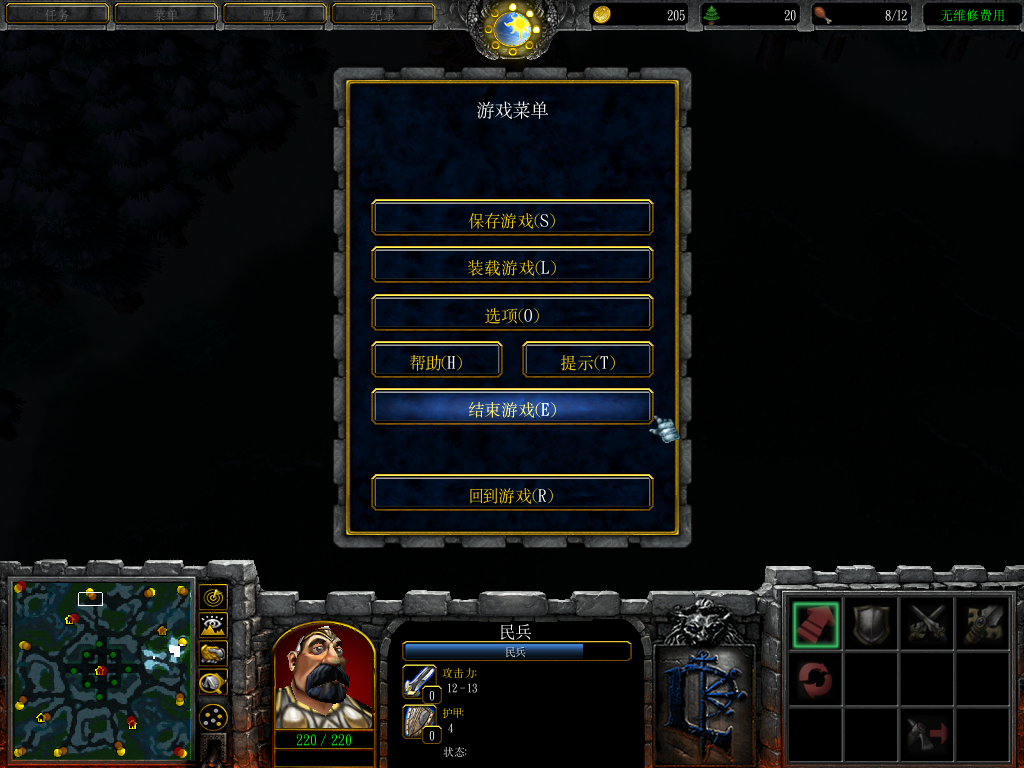 任务 菜单 盟友 纪录 205 20 8/12 无维修费用
游戏菜单
保存游戏(S)
装载游戏(L)
选项(O)
帮助(H) 提示(T)
结束游戏(E)
回到游戏(R)
民兵
民兵
攻击力:
12-13
0
护甲:
4
0
状态:
220 / 220